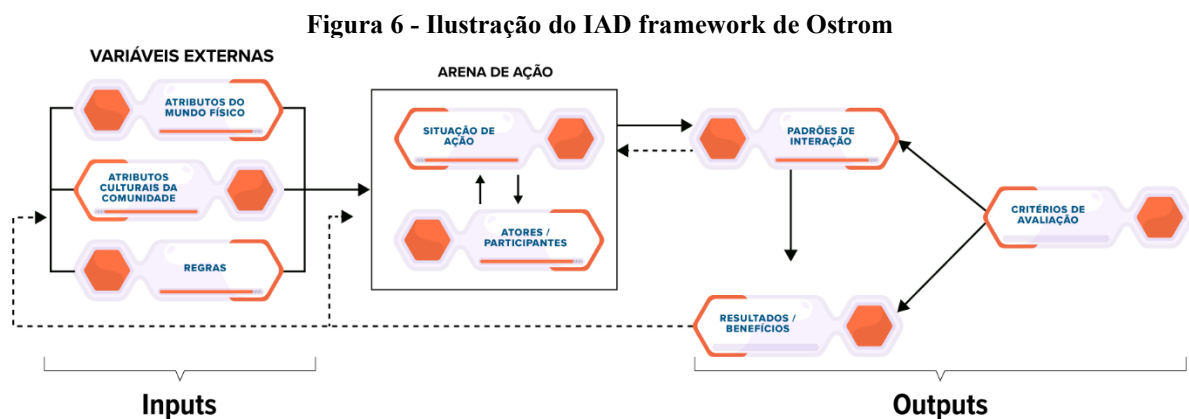 Figura 6 - Ilustração do IAD framework de Ostrom
VARIÁVEIS EXTERNAS
ATRIBUTOS DO
MUNDO FÍSICO
ATRIBUTOS
CULTURAIS DA
COMUNIDADE
REGRAS
ARENA DE AÇÃO
SITUAÇÃO DE
AÇÃO
ATORES /
PARTICIPANTES
PADRÕES DE
INTERAÇÃO
CRITÉRIOS DE
AVALIAÇÃO
RESULTADOS /
BENEFÍCIOS
Inputs
Outputs